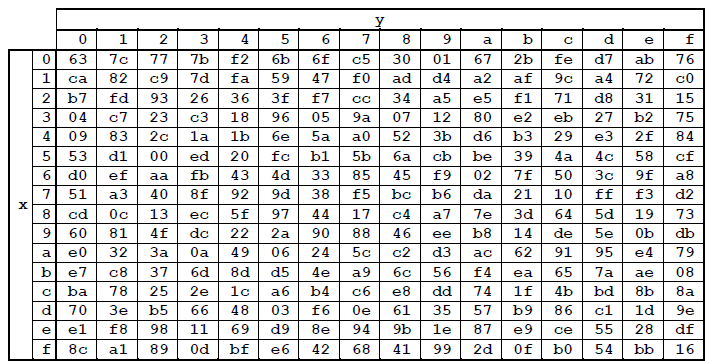 y
0 1 2 3 4 5 6 7 8 9 a b c d e f
0 63 7c 77 7b f2 6b 6f c5 30 01 67 2b fe d7 ab 76
1 ca 82 c9 7d fa 59 47 f0 ad d4 a2 af 9c a4 72 c0
2 b7 fd 93 26 36 3f f7 cc 34 a5 e5 f1 71 d8 31 15
3 04 c7 23 c3 18 96 05 9a 07 12 80 e2 eb 27 b2 75
4 09 83 2c 1a 1b 6e 5a a0 52 3b d6 b3 29 e3 2f 84
5 53 d1 00 ed 20 fc b1 5b 6a cb be 39 4a 4c 58 cf
6 d0 ef aa fb 43 4d 33 85 45 f9 02 7f 50 3c 9f a8
x 7 51 a3 40 8f 92 9d 38 f5 bc b6 da 21 10 ff f3 d2
8 cd 0c 13 ec 5f 97 44 17 c4 a7 7e 3d 64 5d 19 73
9 60 81 4f dc 22 2a 90 88 46 ee b8 14 de 5e 0b db
a e0 32 3a 0a 49 06 24 5c c2 d3 ac 62 91 95 e4 79
b e7 c8 37 6d 8d d5 4e a9 6c 56 f4 ea 65 7a ae 08
c ba 78 25 2e 1c a6 b4 c6 e8 dd 74 1f 4b bd 8b 8a
d 70 3e b5 66 48 03 f6 0e 61 35 57 b9 86 c1 1d 9e
e e1 f8 98 11 69 d9 8e 94 9b 1e 87 e9 ce 55 28 df
f 8c a1 89 0d bf e6 42 68 41 99 2d 0f b0 54 bb 16